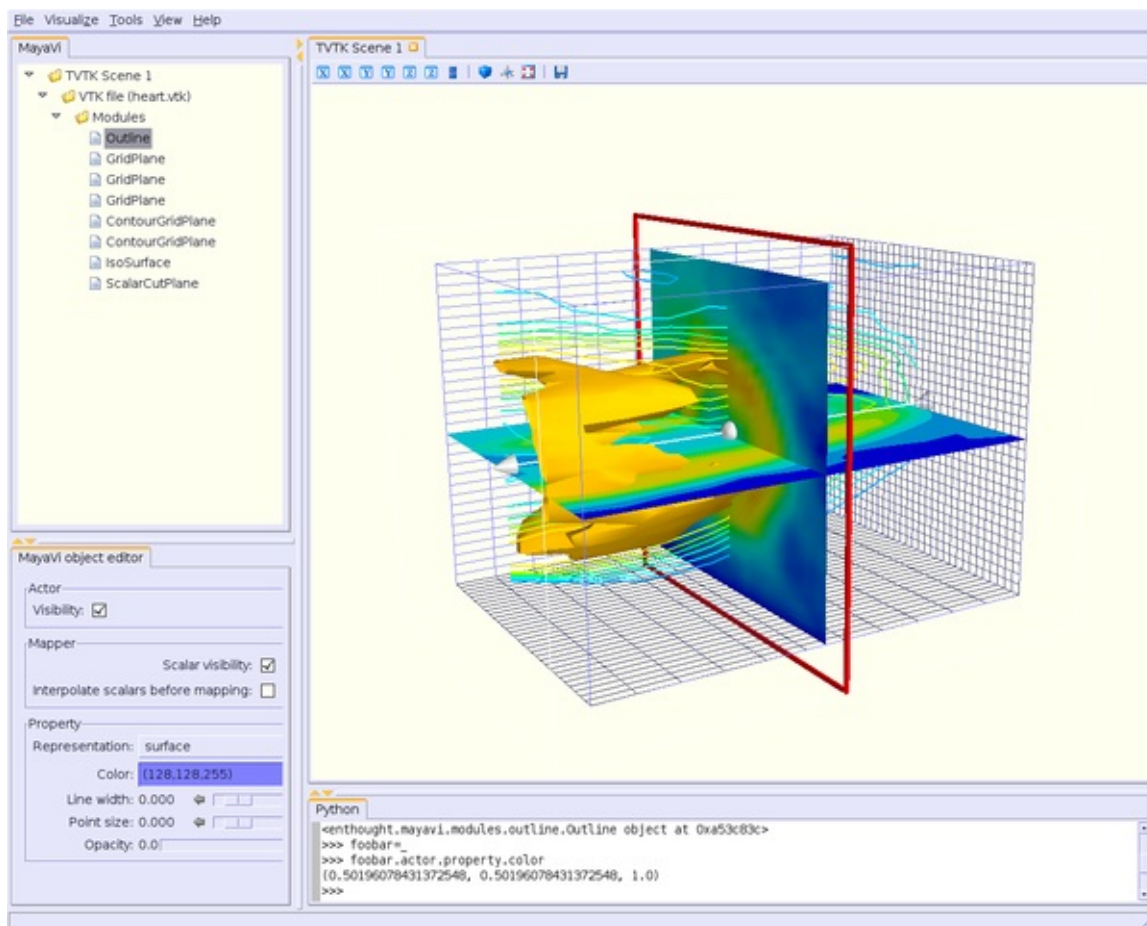 File Visualize Tools View Help
MayaVi
TVTK Scene 1
VTK file (heart.vtk)
Modules
Outline
GridPlane
GridPlane
GridPlane
ContourGridPlane
ContourGridPlane
IsoSurface
ScalarCutPlane
TVTK Scene 1
X X Y Y Z Z
MayaVi object editor
Actor
Visibility:
Mapper
Scalar visibility:
Interpolate scalars before mapping:
Property
Representation: surface
Color: (128,128,255)
Line width: 0.000
Point size: 0.000
Opacity: 0.0
Python
<enthought.mayavi.modules.outline.Outline object at 0xa53c83c>
>>> foobar=_
>>> foobar.actor.property.color
(0.50196078431372548, 0.50196078431372548, 1.0)
>>>